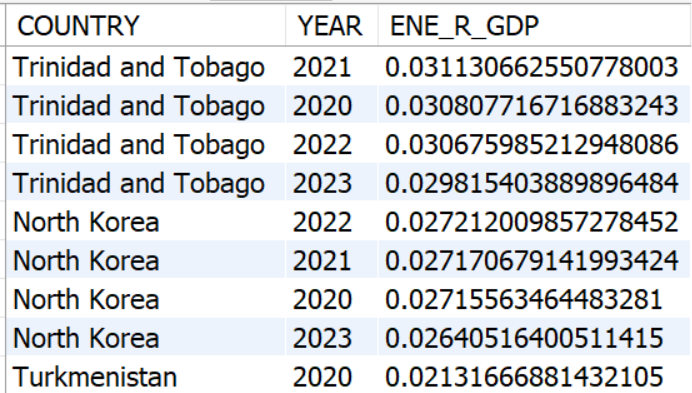 COUNTRY YEAR ENE_R_GDP
Trinidad and Tobago 2021 0.031130662550778003
Trinidad and Tobago 2020 0.030807716716883243
Trinidad and Tobago 2022 0.030675985212948086
Trinidad and Tobago 2023 0.029815403889896484
North Korea 2022 0.027212009857278452
North Korea 2021 0.027170679141993424
North Korea 2020 0.02715563464483281
North Korea 2023 0.02640516400511415
Turkmenistan 2020 0.02131666881432105